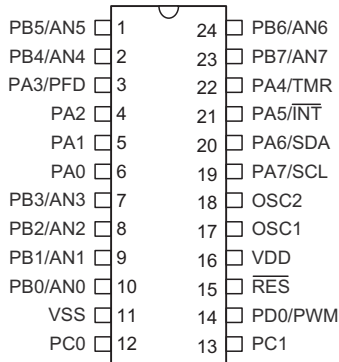 PB5/AN5 1 24 PB6/AN6
PB4/AN4 2 23 PB7/AN7
PA3/PFD 3 22 PA4/TMR
PA2 4 21 PA5/INT
PA1 5 20 PA6/SDA
PA0 6 19 PA7/SCL
PB3/AN3 7 18 OSC2
PB2/AN2 8 17 OSC1
PB1/AN1 9 16 VDD
PB0/AN0 10 15 RES
VSS 11 14 PD0/PWM
PC0 12 13 PC1